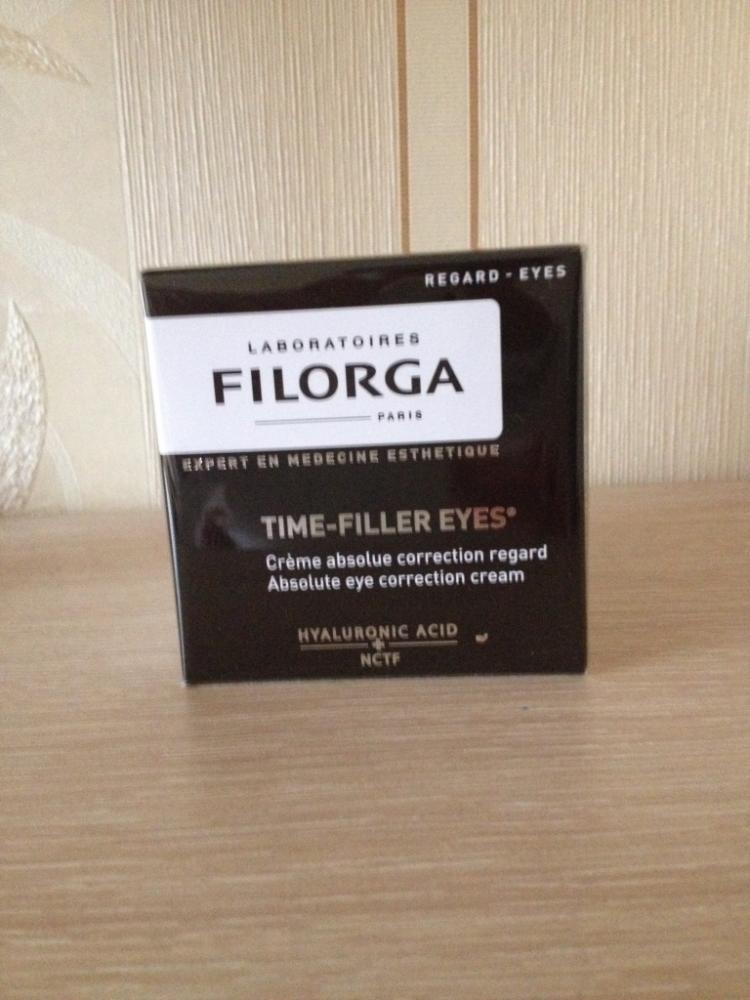 REGARD - EYES
LABORATOIRES
FILORGA
PARIS
EXPERT EN MEDECINE ESTHETIQUE
TIME-FILLER EYES®
Crème absolue correction regard
Absolute eye correction cream
HYALURONIC ACID
+
NCTF